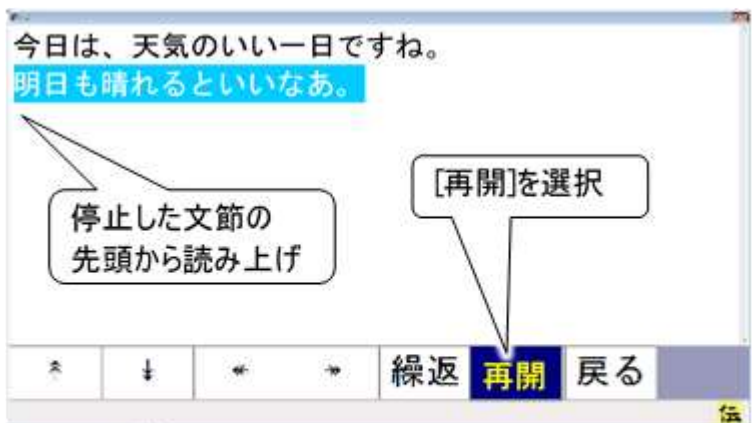 今日は、天気のいい一日ですね。
明日も晴れるといいなあ。
[再開]を選択
停止した文節の
先頭から読み上げ
繰返 再開 戻る
伝